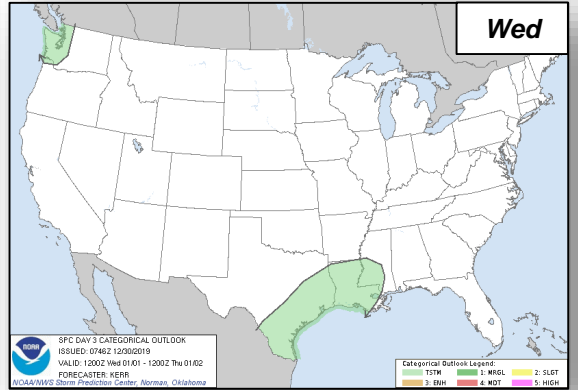 Wed
NOAA
SPC DAY 3 CATEGORICAL OUTLOOK
ISSUED: 0746Z 12/30/2019
VALID: 1200Z Wed 01/01 - 1200Z Thu 01/02
FORECASTER: KERR
NOAA/NWS Storm Prediction Center, Norman, Oklahoma
Categorical Outlook Legend:
TSTM 1: MRGL 2: SLGT
3: ENH 4: MDT 5: HIGH